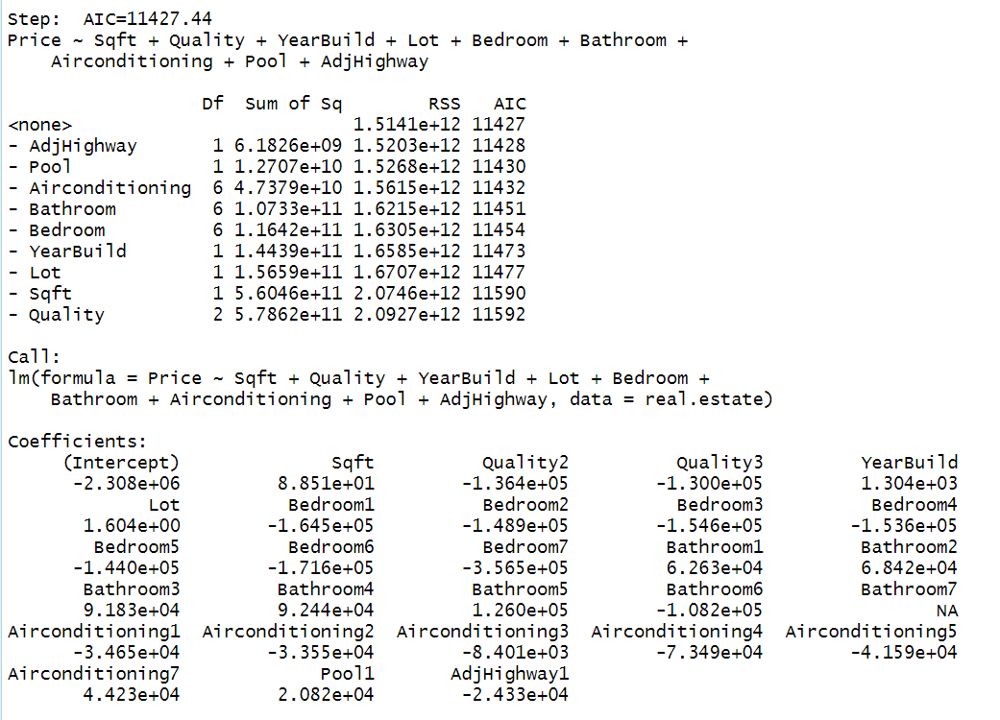 Step:  AIC=11427.44
Price ~ Sqft + Quality + YearBuild + Lot + Bedroom + Bathroom +
    Airconditioning + Pool + AdjHighway
                  Df  Sum of Sq        RSS   AIC
<none>                          1.5141e+12 11427
- AdjHighway       1 6.1826e+09 1.5203e+12 11428
- Pool             1 1.2707e+10 1.5268e+12 11430
- Airconditioning  6 4.7379e+10 1.5615e+12 11432
- Bathroom         6 1.0733e+11 1.6215e+12 11451
- Bedroom          6 1.1642e+11 1.6305e+12 11454
- YearBuild        1 1.4439e+11 1.6585e+12 11473
- Lot              1 1.5659e+11 1.6707e+12 11477
- Sqft             1 5.6046e+11 2.0746e+12 11590
- Quality          2 5.7862e+11 2.0927e+12 11592
Call:
lm(formula = Price ~ Sqft + Quality + YearBuild + Lot + Bedroom +
    Bathroom + Airconditioning + Pool + AdjHighway, data = real.estate)
Coefficients:
     (Intercept)              Sqft          Quality2          Quality3         YearBuild
      -2.308e+06         8.851e+01        -1.364e+05        -1.300e+05         1.304e+03
             Lot          Bedroom1          Bedroom2          Bedroom3          Bedroom4
       1.604e+00        -1.645e+05        -1.489e+05        -1.546e+05        -1.536e+05
        Bedroom5          Bedroom6          Bedroom7         Bathroom1         Bathroom2
      -1.440e+05        -1.716e+05        -3.565e+05         6.263e+04         6.842e+04
       Bathroom3         Bathroom4         Bathroom5         Bathroom6         Bathroom7
       9.183e+04         9.244e+04         1.260e+05        -1.082e+05                NA
Airconditioning1  Airconditioning2  Airconditioning3  Airconditioning4  Airconditioning5
      -3.465e+04        -3.355e+04        -8.401e+03        -7.349e+04        -4.159e+04
Airconditioning7             Pool1       AdjHighway1
       4.423e+04         2.082e+04        -2.433e+04